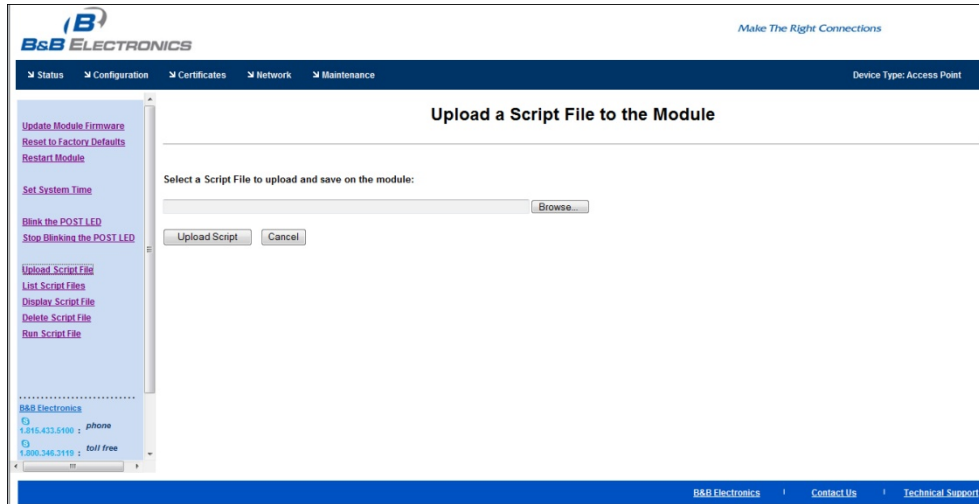 B
B&B ELECTRONICS
Make The Right Connections
Status Configuration Certificates Network Maintenance Device Type: Access Point
Update Module Firmware
Reset to Factory Defaults
Restart Module
Set System Time
Blink the POST LED
Stop Blinking the POST LED
Upload Script File
List Script Files
Display Script File
Delete Script File
Run Script File
B&B Electronics
1.815.433.5100 : phone
1.800.346.3119 : toll free
Upload a Script File to the Module
Select a Script File to upload and save on the module:
Browse...
Upload Script Cancel
B&B Electronics | Contact Us | Technical Support